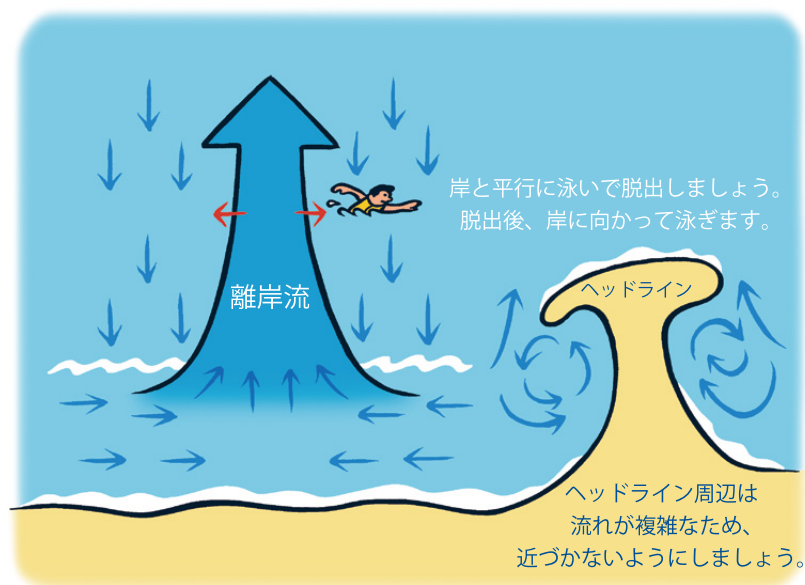 岸と平行に泳いで脱出しましょう。
脱出後、岸に向かって泳ぎます。
離岸流
ヘッドライン
ヘッドライン周辺は
流れが複雑なため、
近づかないようにしましょう。